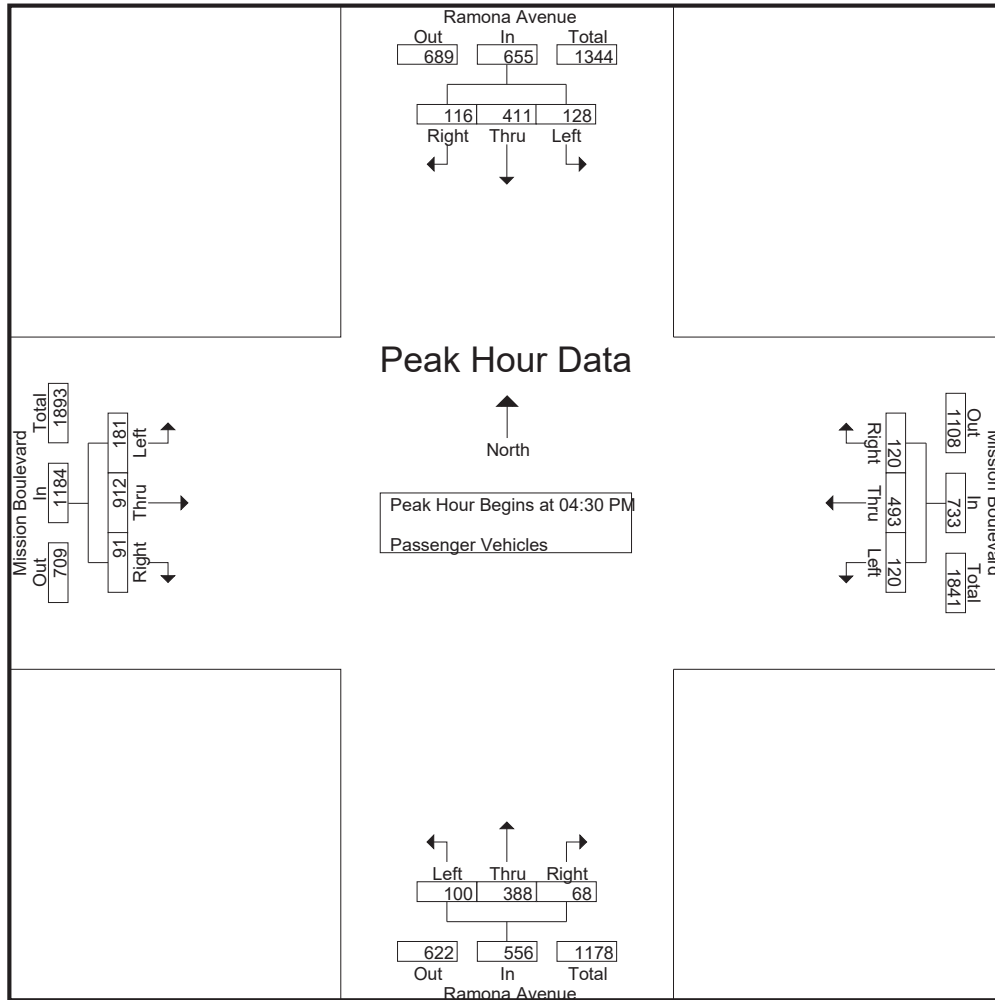 Ramona Avenue
Out In Total
689 655 1344
116 411 128
Right Thru Left
Peak Hour Data
North
Peak Hour Begins at 04:30 PM
Passenger Vehicles
Mission Boulevard
Out In Total
709 1184 1893
Left Thru Right
181 912 91
Mission Boulevard
Out In Total
1108 733 1841
Right Thru Left
120 493 120
Left Thru Right
100 388 68
622 556 1178
Out In Total
Ramona Avenue